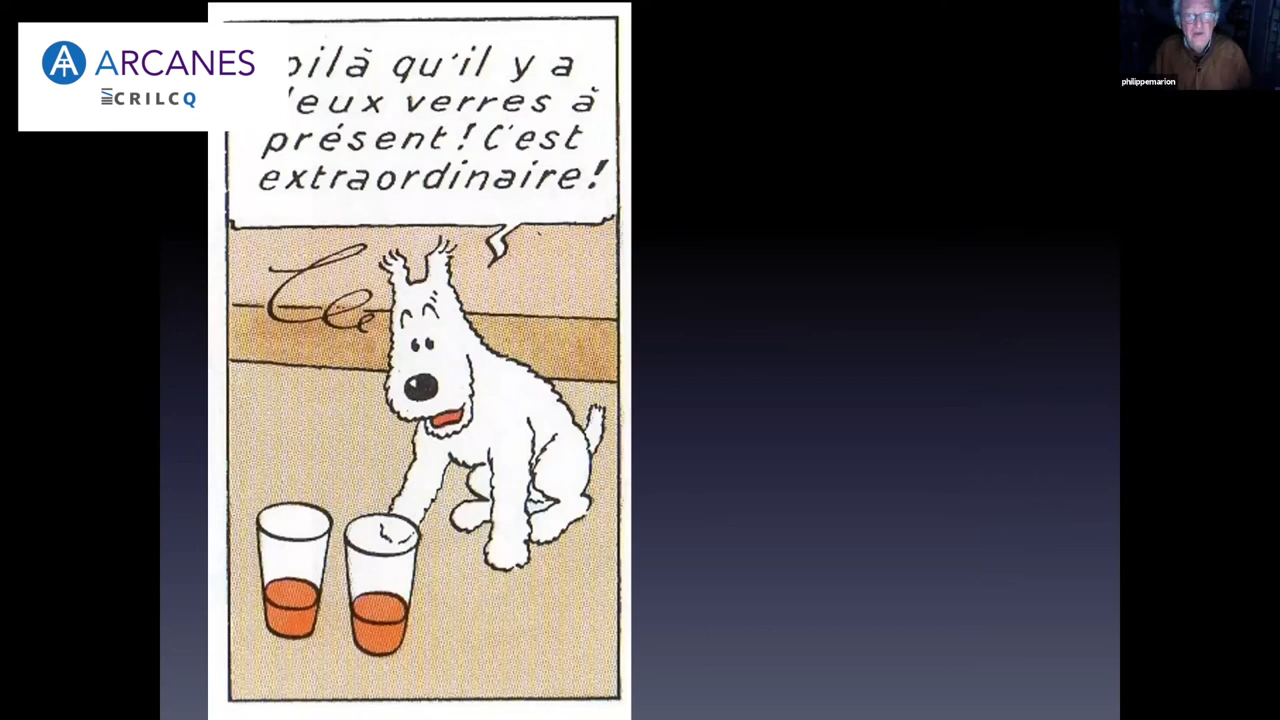 ARCANES
CRILCQ
qu'il y a
verres à
présent! C'est
extraordinaire!
philippemarion